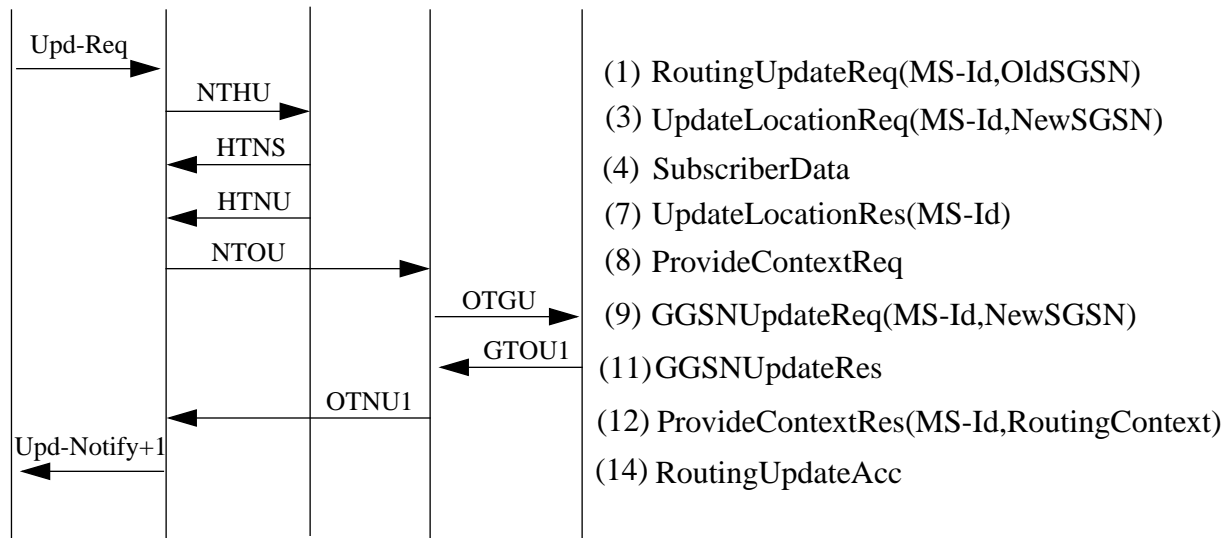 Upd-Req
(1) RoutingUpdateReq(MS-Id,OldSGSN)
NTHU
(3) UpdateLocationReq(MS-Id,NewSGSN)
HTNS
(4) SubscriberData
HTNU
(7) UpdateLocationRes(MS-Id)
NTOU
(8) ProvideContextReq
OTGU
(9) GGSNUpdateReq(MS-Id,NewSGSN)
GTOU1
(11) GGSNUpdateRes
OTNU1
(12) ProvideContextRes(MS-Id,RoutingContext)
Upd-Notify+1
(14) RoutingUpdateAcc